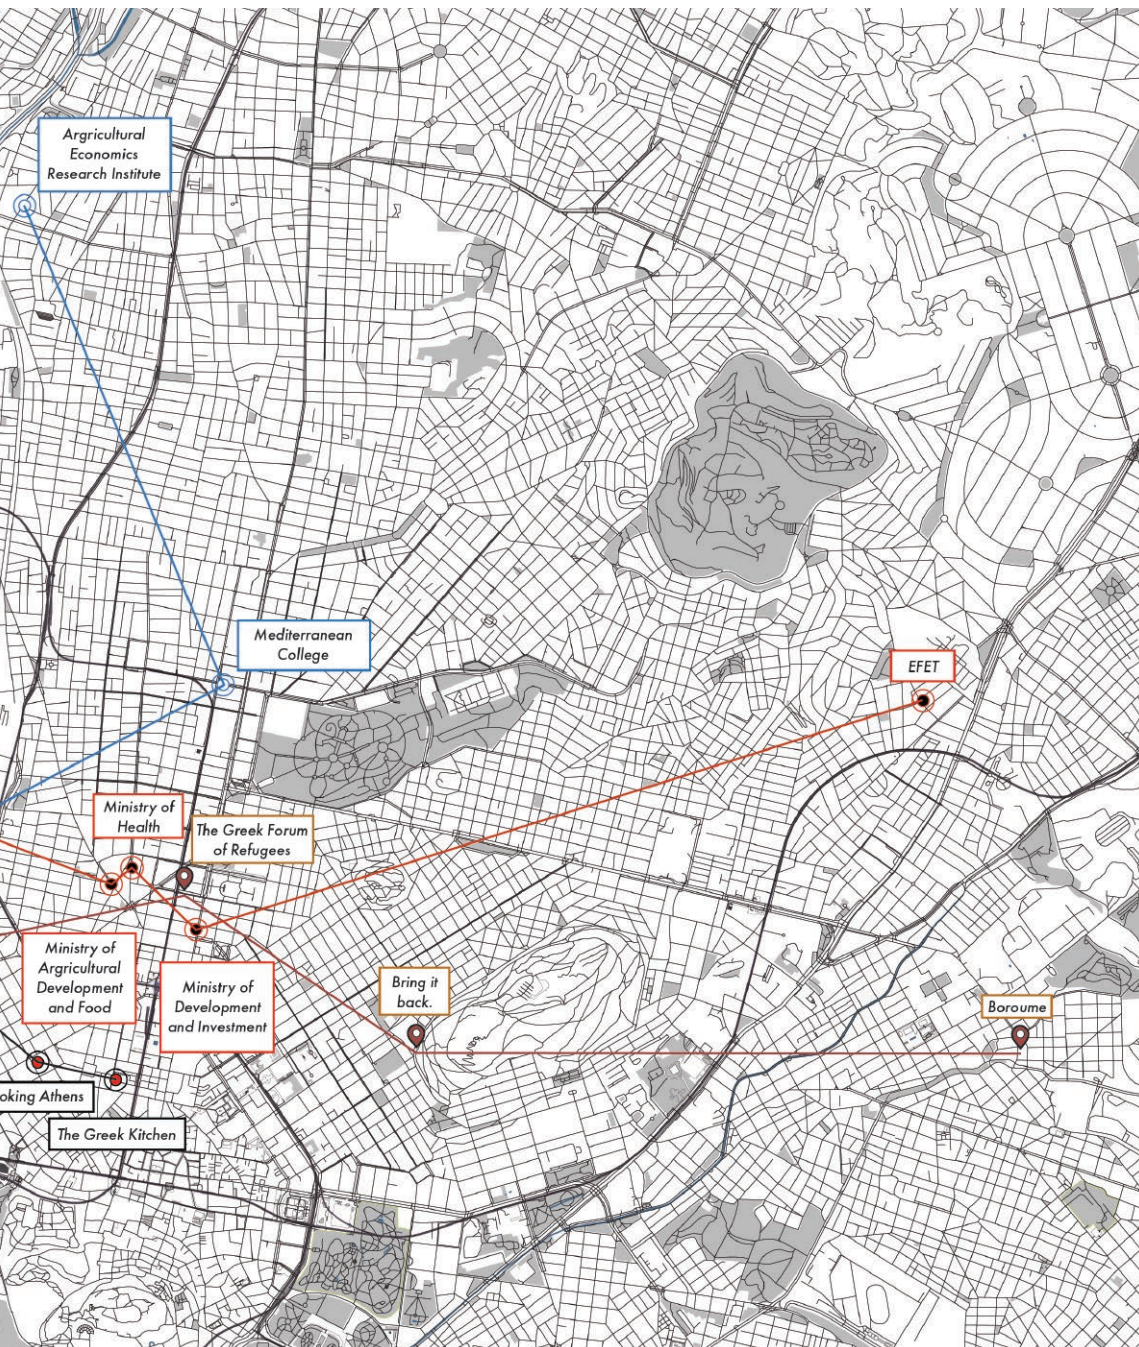 Argricultural
Economics
Research Institute
Mediterranean
College
EFET
Ministry of
Health
The Greek Forum
of Refugees
Ministry of
Argricultural
Development
and Food
Ministry of
Development
and Investment
Bring it
back.
Boroume
oking Athens
The Greek Kitchen